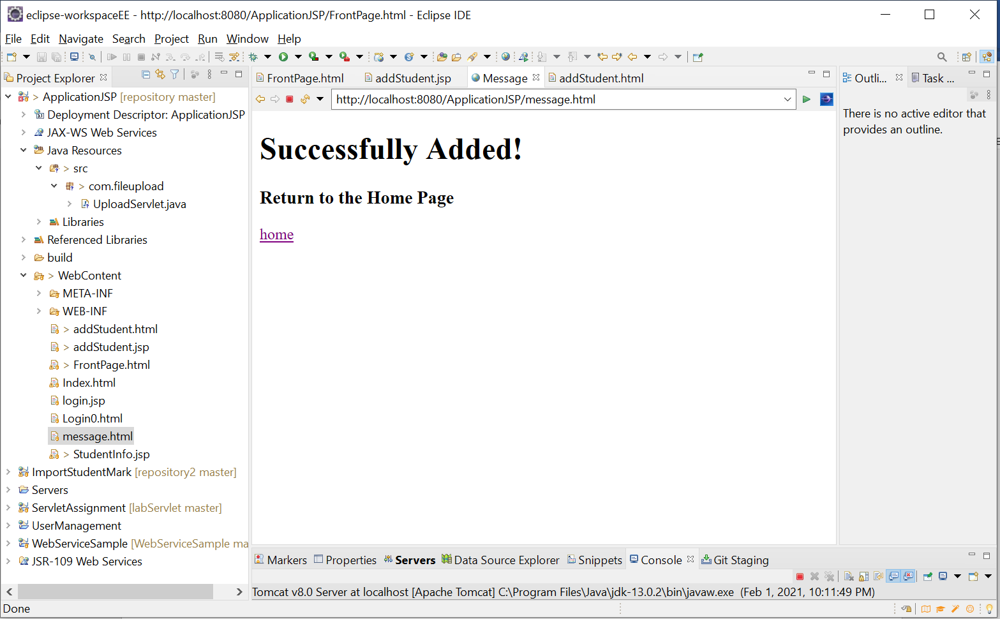 eclipse-workspaceEE - http://localhost:8080/ApplicationJSP/FrontPage.html - Eclipse IDE
File Edit Navigate Search Project Run Window Help
Project Explorer
> ApplicationJSP [repository master]
Deployment Descriptor: ApplicationJSP
JAX-WS Web Services
Java Resources
> src
> com.fileupload
UploadServlet.java
Libraries
Referenced Libraries
build
> WebContent
META-INF
WEB-INF
> addStudent.html
> addStudent.jsp
> FrontPage.html
Index.html
login.jsp
Login0.html
message.html
> StudentInfo.jsp
ImportStudentMark [repository2 master]
Servers
ServletAssignment [labServlet master]
UserManagement
WebServiceSample [WebServiceSample ma
JSR-109 Web Services
FrontPage.html addStudent.jsp Message addStudent.html
http://localhost:8080/ApplicationJSP/message.html
Successfully Added!
Return to the Home Page
home
Outli... Task ...
There is no active editor that
provides an outline.
Markers Properties Servers Data Source Explorer Snippets Console Git Staging
Tomcat v8.0 Server at localhost [Apache Tomcat] C:\Program Files\Java\jdk-13.0.2\bin\javaw.exe (Feb 1, 2021, 10:11:49 PM)
Done